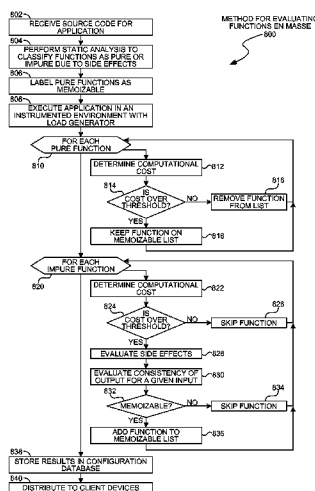 METHOD FOR EVALUATING
FUNCTIONS EN MASSE
800
802
RECEIVE SOURCE CODE FOR
APPLICATION
804
PERFORM STATIC ANALYSIS TO
CLASSIFY FUNCTIONS AS PURE OR
IMPURE DUE TO SIDE EFFECTS
806
LABEL PURE FUNCTIONS AS
MEMOIZABLE
808
EXECUTE APPLICATION IN AN
INSTRUMENTED ENVIRONMENT WITH
LOAD GENERATOR
FOR EACH
PURE FUNCTION
810
DETERMINE COMPUTATIONAL
COST
812
814
IS
COST OVER
THRESHOLD?
NO
816
REMOVE FUNCTION
FROM LIST
YES
KEEP FUNCTION ON
MEMOIZABLE LIST
818
FOR EACH
IMPURE FUNCTION
820
DETERMINE COMPUTATIONAL
COST
822
824
IS
COST OVER
THRESHOLD?
NO
826
SKIP FUNCTION
YES
EVALUATE SIDE EFFECTS
828
EVALUATE CONSISTENCY OF
OUTPUT FOR A GIVEN INPUT
830
832
MEMOIZABLE?
NO
834
SKIP FUNCTION
YES
ADD FUNCTION TO
MEMOIZABLE LIST
836
838
STORE RESULTS IN CONFIGURATION
DATABASE
840
DISTRIBUTE TO CLIENT DEVICES